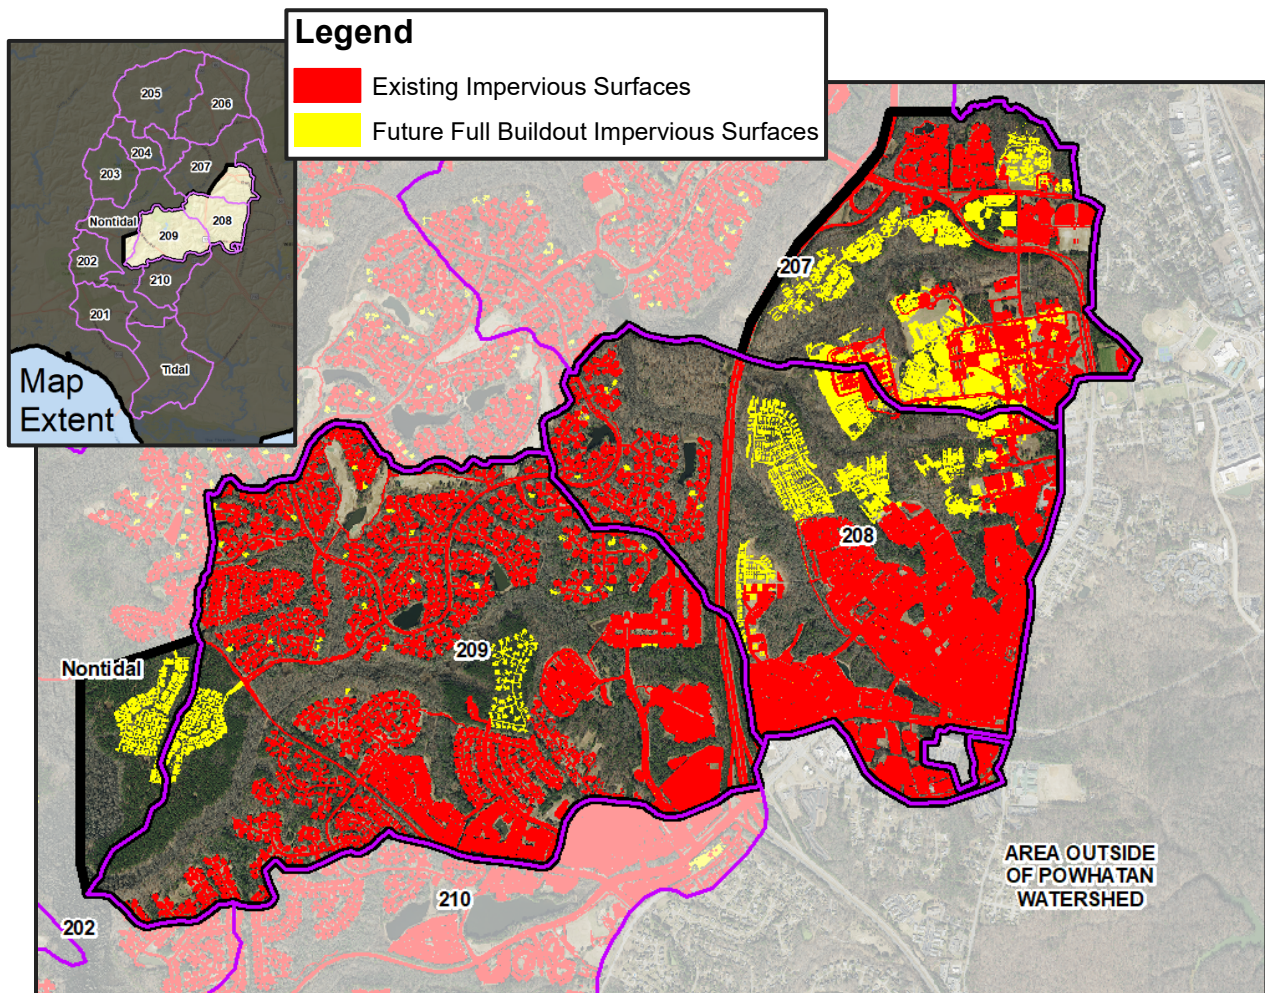 Legend
Existing Impervious Surfaces
Future Full Buildout Impervious Surfaces
205
206
204
207
203
Nontidal
208
209
202
210
201
Tidal
Map
Extent
207
208
209
Nontidal
210
202
AREA OUTSIDE
OF POWHATAN
WATERSHED